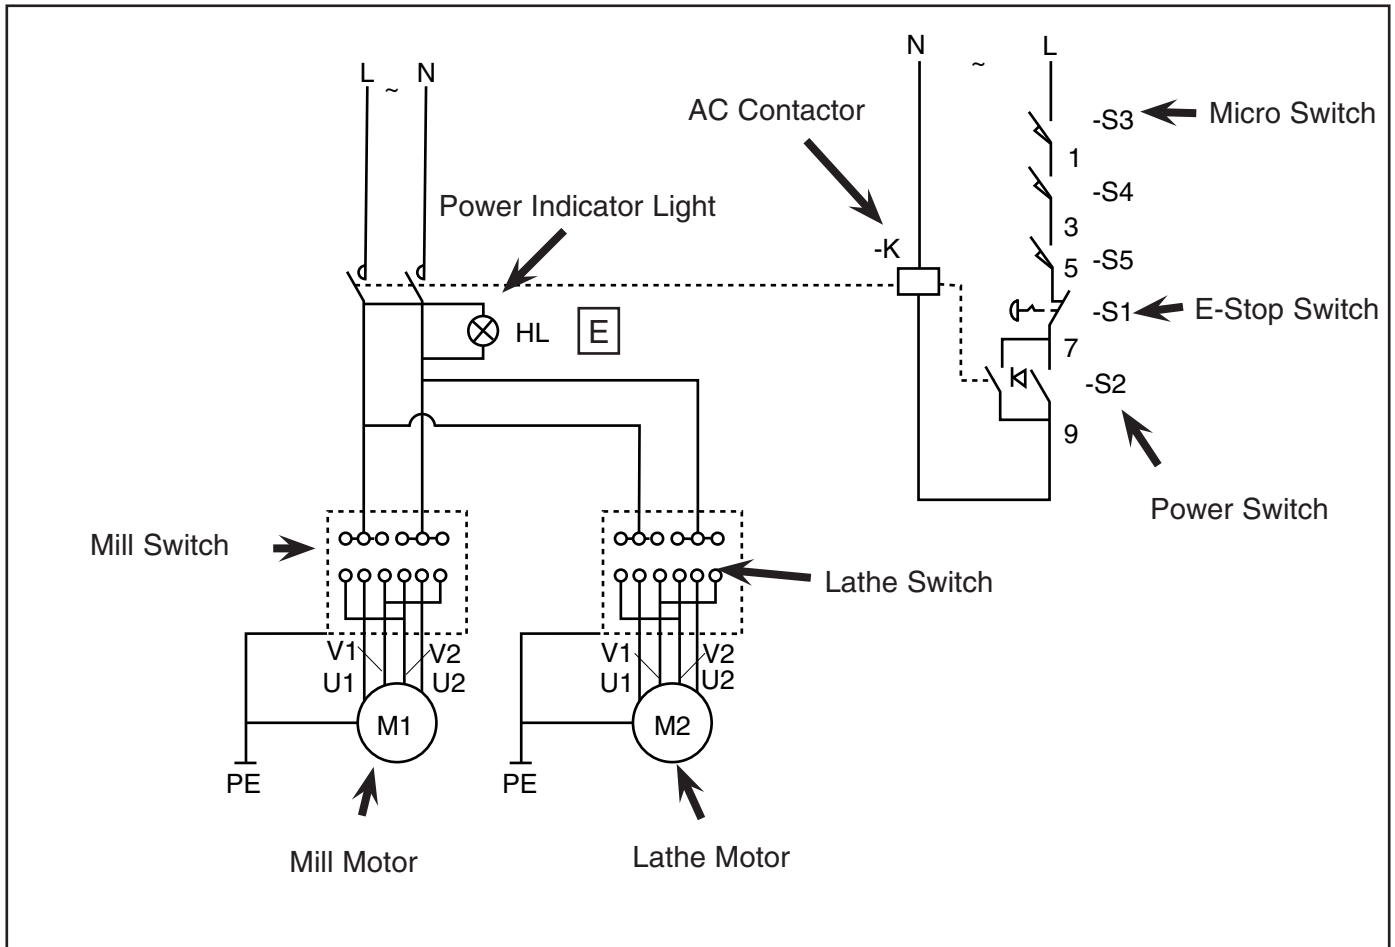 N ~ L
L ~ N
AC Contactor
-S3 Micro Switch
1
-S4
Power Indicator Light
3
-K
5 -S5
-S1 E-Stop Switch
HL E
7
-S2
9
Power Switch
Mill Switch
Lathe Switch
V1 V2 V1 V2
U1 U2 U1 U2
M1 M2
PE PE
Mill Motor Lathe Motor